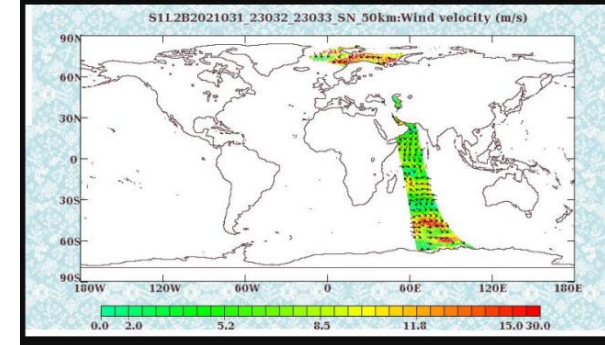 S1L2B2021031_23032_23033_SN_50km:Wind velocity (m/s)
90N
60N
30N
0
30S
60S
90S
180W 120W 60W 0 60E 120E 180E
0.0 2.0 5.2 8.5 11.8 15.0 30.0